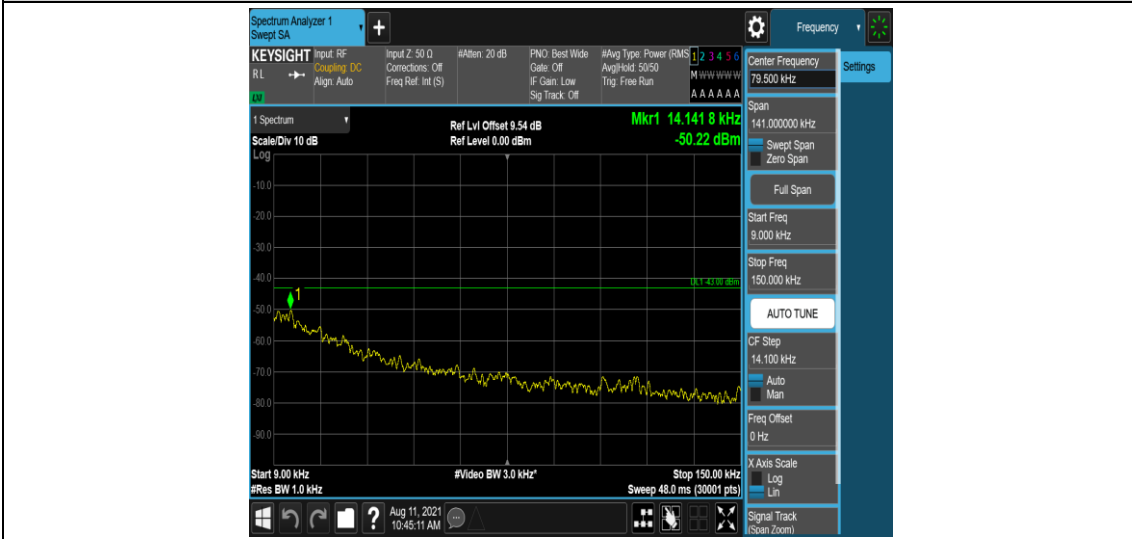 Spectrum Analyzer 1
Swept SA
+
Frequency
KEYSIGHT
RL
Input: RF
Coupling: DC
Align: Auto
Input Z: 50 Ω
Corrections: Off
Freq Ref: Int (S)
#Atten: 20 dB
PNO: Best Wide
Gate: Off
IF Gain: Low
Sig Track: Off
#Avg Type: Power (RMS
Avg|Hold: 50/50
Trig: Free Run
1 2 3 4 5 6
M W W W W W
A A A A A A
1 Spectrum
Scale/Div 10 dB
Ref Lvl Offset 9.54 dB
Ref Level 0.00 dBm
Mkr1 14.141 8 kHz
-50.22 dBm
Log
-10.0
-20.0
-30.0
-40.0
DL1 -43.00 dBm
1
-50.0
-60.0
-70.0
-80.0
-90.0
Start 9.00 kHz
#Video BW 3.0 kHz*
Stop 150.00 kHz
#Res BW 1.0 kHz
Sweep 48.0 ms (30001 pts)
?
Aug 11, 2021
10:45:11 AM
Center Frequency
79.500 kHz
Settings
Span
141.000000 kHz
Swept Span
Zero Span
Full Span
Start Freq
9.000 kHz
Stop Freq
150.000 kHz
AUTO TUNE
CF Step
14.100 kHz
Auto
Man
Freq Offset
0 Hz
X Axis Scale
Log
Lin
Signal Track
(Span Zoom)